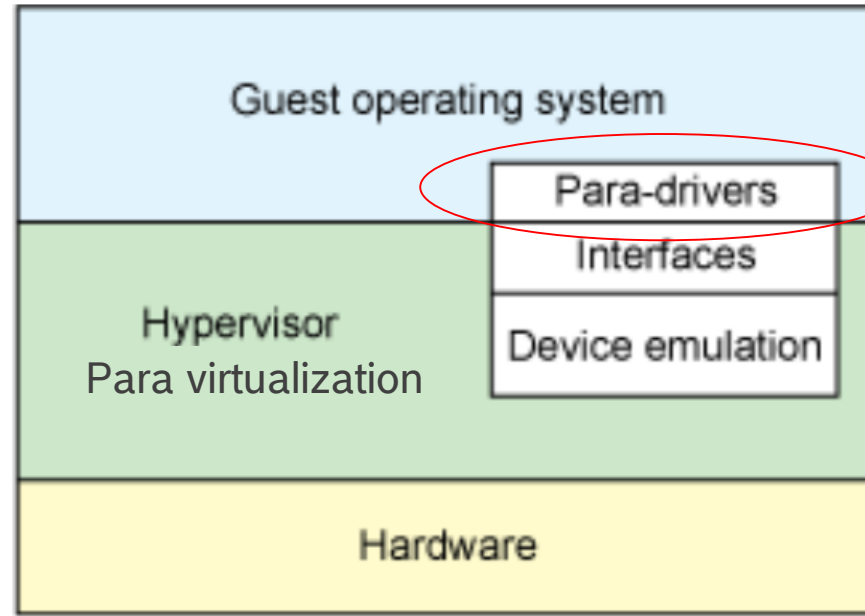 Guest operating system
Para-drivers
Interfaces
Hypervisor
Para virtualization
Device emulation
Hardware